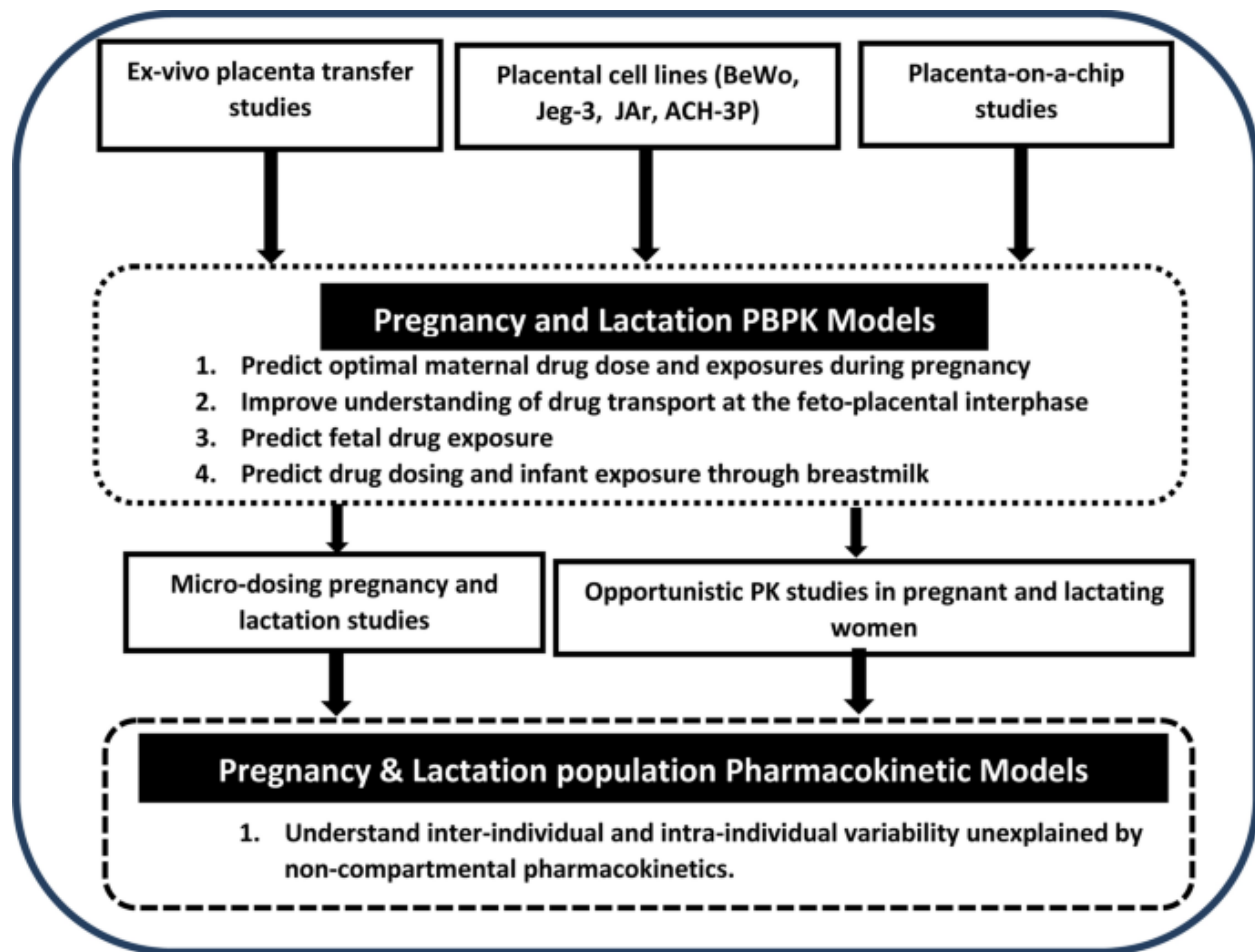 Ex-vivo placenta transfer
studies
Placental cell lines (BeWo,
Jeg-3, JAr, ACH-3P)
Placenta-on-a-chip
studies
Pregnancy and Lactation PBPK Models
1. Predict optimal maternal drug dose and exposures during pregnancy
2. Improve understanding of drug transport at the feto-placental interphase
3. Predict fetal drug exposure
4. Predict drug dosing and infant exposure through breastmilk
Micro-dosing pregnancy and
lactation studies
Opportunistic PK studies in pregnant and lactating
women
Pregnancy & Lactation population Pharmacokinetic Models
1. Understand inter-individual and intra-individual variability unexplained by
non-compartmental pharmacokinetics.